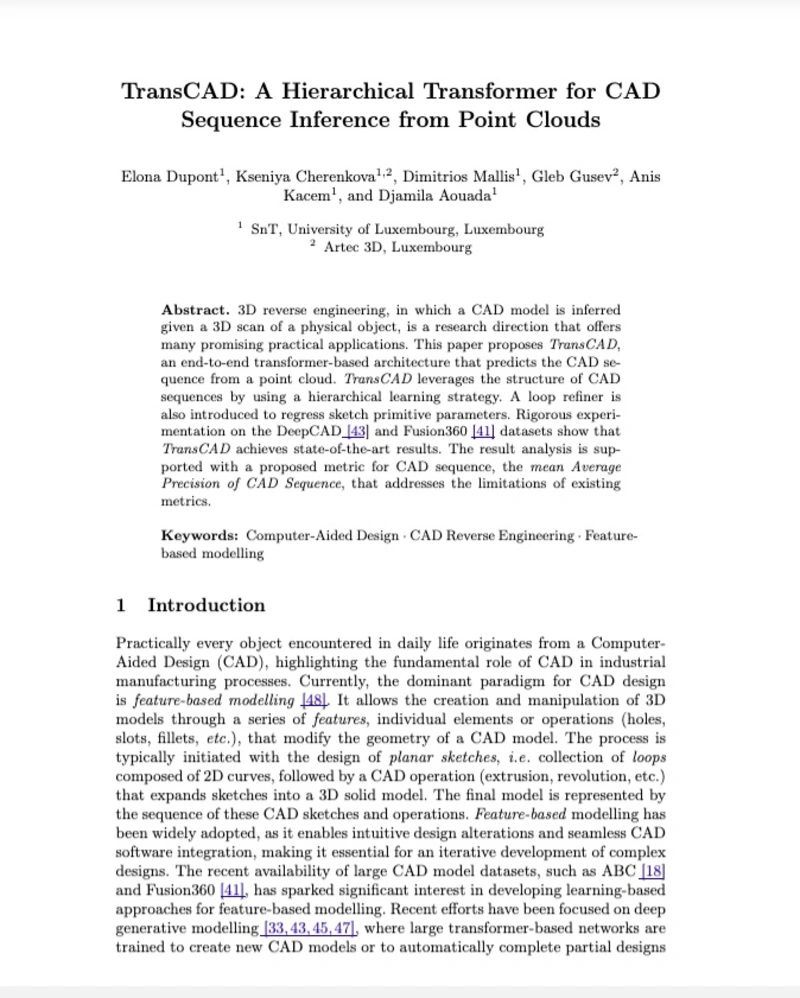 TransCAD: A Hierarchical Transformer for CAD
Sequence Inference from Point Clouds
Elona Dupont1, Kseniya Cherenkova1,2, Dimitrios Mallis1, Gleb Gusev2, Anis
Kacem1, and Djamila Aouada1
1 SnT, University of Luxembourg, Luxembourg
2 Artec 3D, Luxembourg
Abstract. 3D reverse engineering, in which a CAD model is inferred
given a 3D scan of a physical object, is a research direction that offers
many promising practical applications. This paper proposes TransCAD,
an end-to-end transformer-based architecture that predicts the CAD se-
quence from a point cloud. TransCAD leverages the structure of CAD
sequences by using a hierarchical learning strategy. A loop refiner is
also introduced to regress sketch primitive parameters. Rigorous experi-
mentation on the DeepCAD [43] and Fusion360 [41] datasets show that
TransCAD achieves state-of-the-art results. The result analysis is sup-
ported with a proposed metric for CAD sequence, the mean Average
Precision of CAD Sequence, that addresses the limitations of existing
metrics.
Keywords: Computer-Aided Design · CAD Reverse Engineering · Feature-
based modelling
1 Introduction
Practically every object encountered in daily life originates from a Computer-
Aided Design (CAD), highlighting the fundamental role of CAD in industrial
manufacturing processes. Currently, the dominant paradigm for CAD design
is feature-based modelling [48]. It allows the creation and manipulation of 3D
models through a series of features, individual elements or operations (holes,
slots, fillets, etc.), that modify the geometry of a CAD model. The process is
typically initiated with the design of planar sketches, i.e. collection of loops
composed of 2D curves, followed by a CAD operation (extrusion, revolution, etc.)
that expands sketches into a 3D solid model. The final model is represented by
the sequence of these CAD sketches and operations. Feature-based modelling has
been widely adopted, as it enables intuitive design alterations and seamless CAD
software integration, making it essential for an iterative development of complex
designs. The recent availability of large CAD model datasets, such as ABC [18]
and Fusion360 [41], has sparked significant interest in developing learning-based
approaches for feature-based modelling. Recent efforts have been focused on deep
generative modelling [33,43,45,47], where large transformer-based networks are
trained to create new CAD models or to automatically complete partial designs